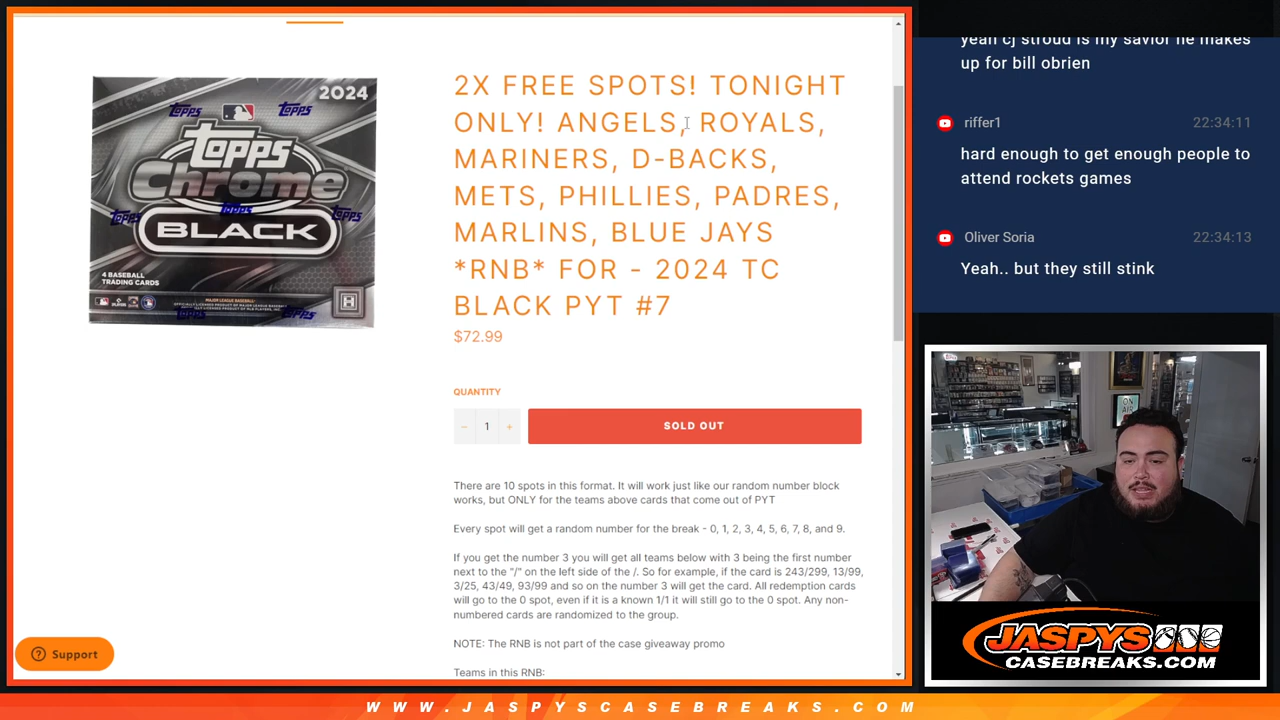 2X FREE SPOTS! TONIGHT
ONLY! ANGELS, ROYALS,
MARINERS, D-BACKS,
METS, PHILLIES, PADRES,
MARLINS, BLUE JAYS
*RNB* FOR - 2024 TC
BLACK PYT #7
$72.99
QUANTITY
− 1 +
SOLD OUT
There are 10 spots in this format. It will work just like our random number block
works, but ONLY for the teams above cards that come out of PYT
Every spot will get a random number for the break - 0, 1, 2, 3, 4, 5, 6, 7, 8, and 9.
If you get the number 3 you will get all teams below with 3 being the first number
next to the "/" on the left side of the /. So for example, if the card is 243/299, 13/99,
3/25, 43/49, 93/99 and so on the number 3 will get the card. All redemption cards
will go to the 0 spot, even if it is a known 1/1 it will still go to the 0 spot. Any non-
numbered cards are randomized to the group.
NOTE: The RNB is not part of the case giveaway promo
Teams in this RNB:
2024
topps
Chrome
BLACK
4 BASEBALL
TRADING CARDS
Support
yeah cj stroud is my savior he makes
up for bill obrien
riffer1 22:34:11
hard enough to get enough people to
attend rockets games
Oliver Soria 22:34:13
Yeah.. but they still stink
ON
AIR
JASPYS
CASEBREAKS.COM
WWW.JASPYSCASEBREAKS.COM